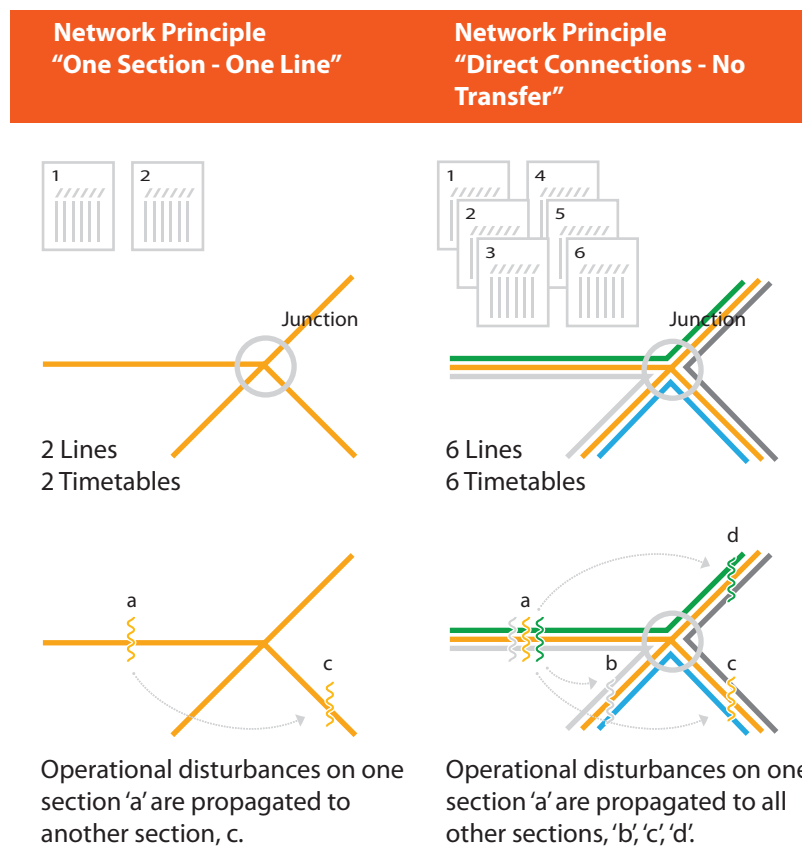 Network Principle
“One Section - One Line”
Network Principle
“Direct Connections - No
Transfer”
1
2
Junction
2 Lines
2 Timetables
1
4
2
5
3
6
Junction
6 Lines
6 Timetables
a
c
Operational disturbances on one
section ‘a’ are propagated to
another section, c.
d
a
b
c
Operational disturbances on one
section ‘a’ are propagated to all
other sections, ‘b’, ‘c’, ‘d’.